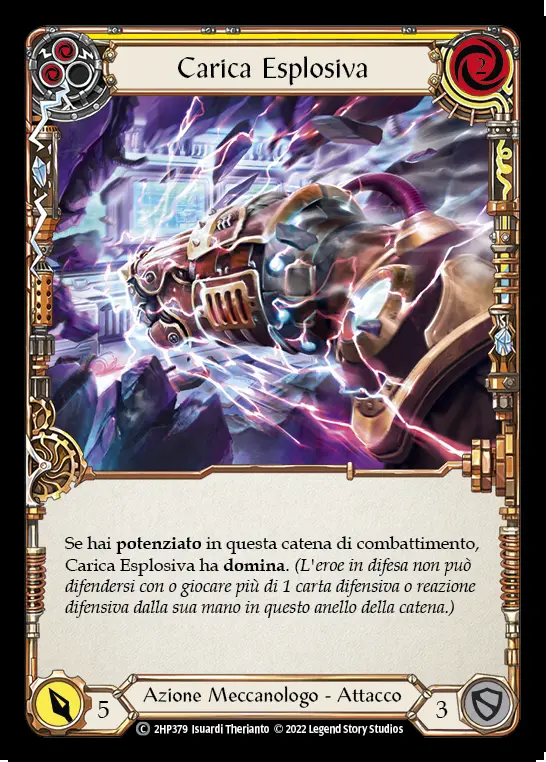 Carica Esplosiva
2
Se hai potenziato in questa catena di combattimento,
Carica Esplosiva ha domina. (L'eroe in difesa non può
difendersi con o giocare più di 1 carta difensiva o reazione
difensiva dalla sua mano in questo anello della catena.)
5
Azione Meccanologo - Attacco
3
C 2HP379 Isuardi Therianto © 2022 Legend Story Studios